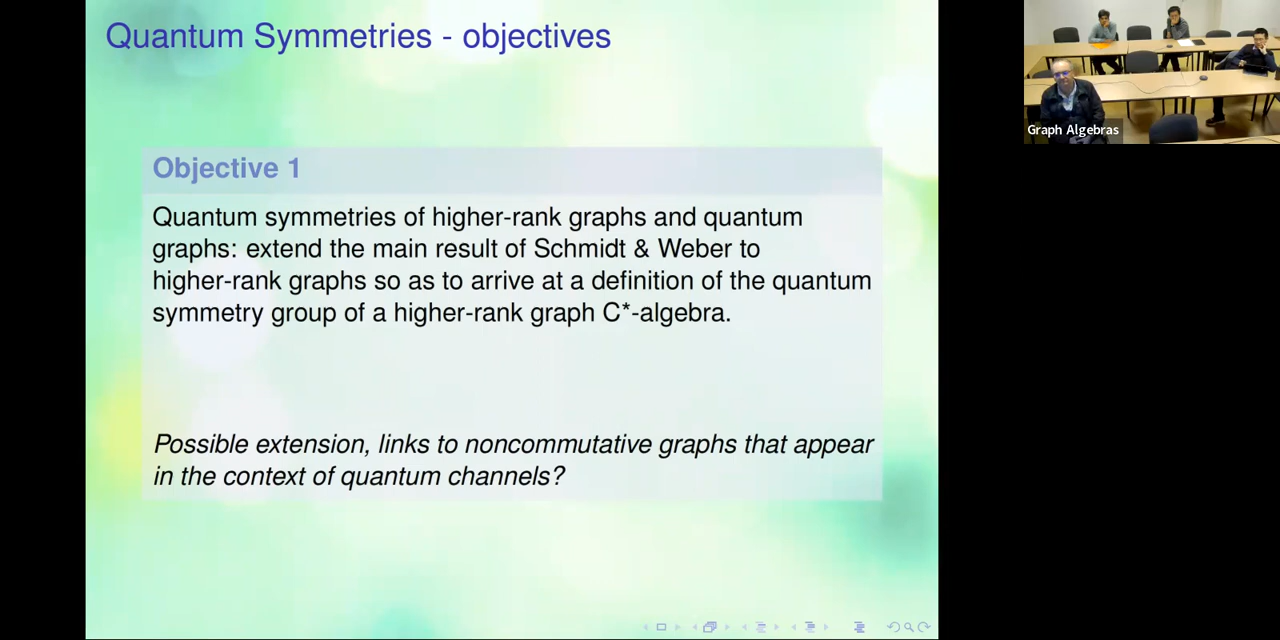 Quantum Symmetries - objectives
Objective 1
Quantum symmetries of higher-rank graphs and quantum
graphs: extend the main result of Schmidt & Weber to
higher-rank graphs so as to arrive at a definition of the quantum
symmetry group of a higher-rank graph C*-algebra.
Possible extension, links to noncommutative graphs that appear
in the context of quantum channels?
Graph Algebras